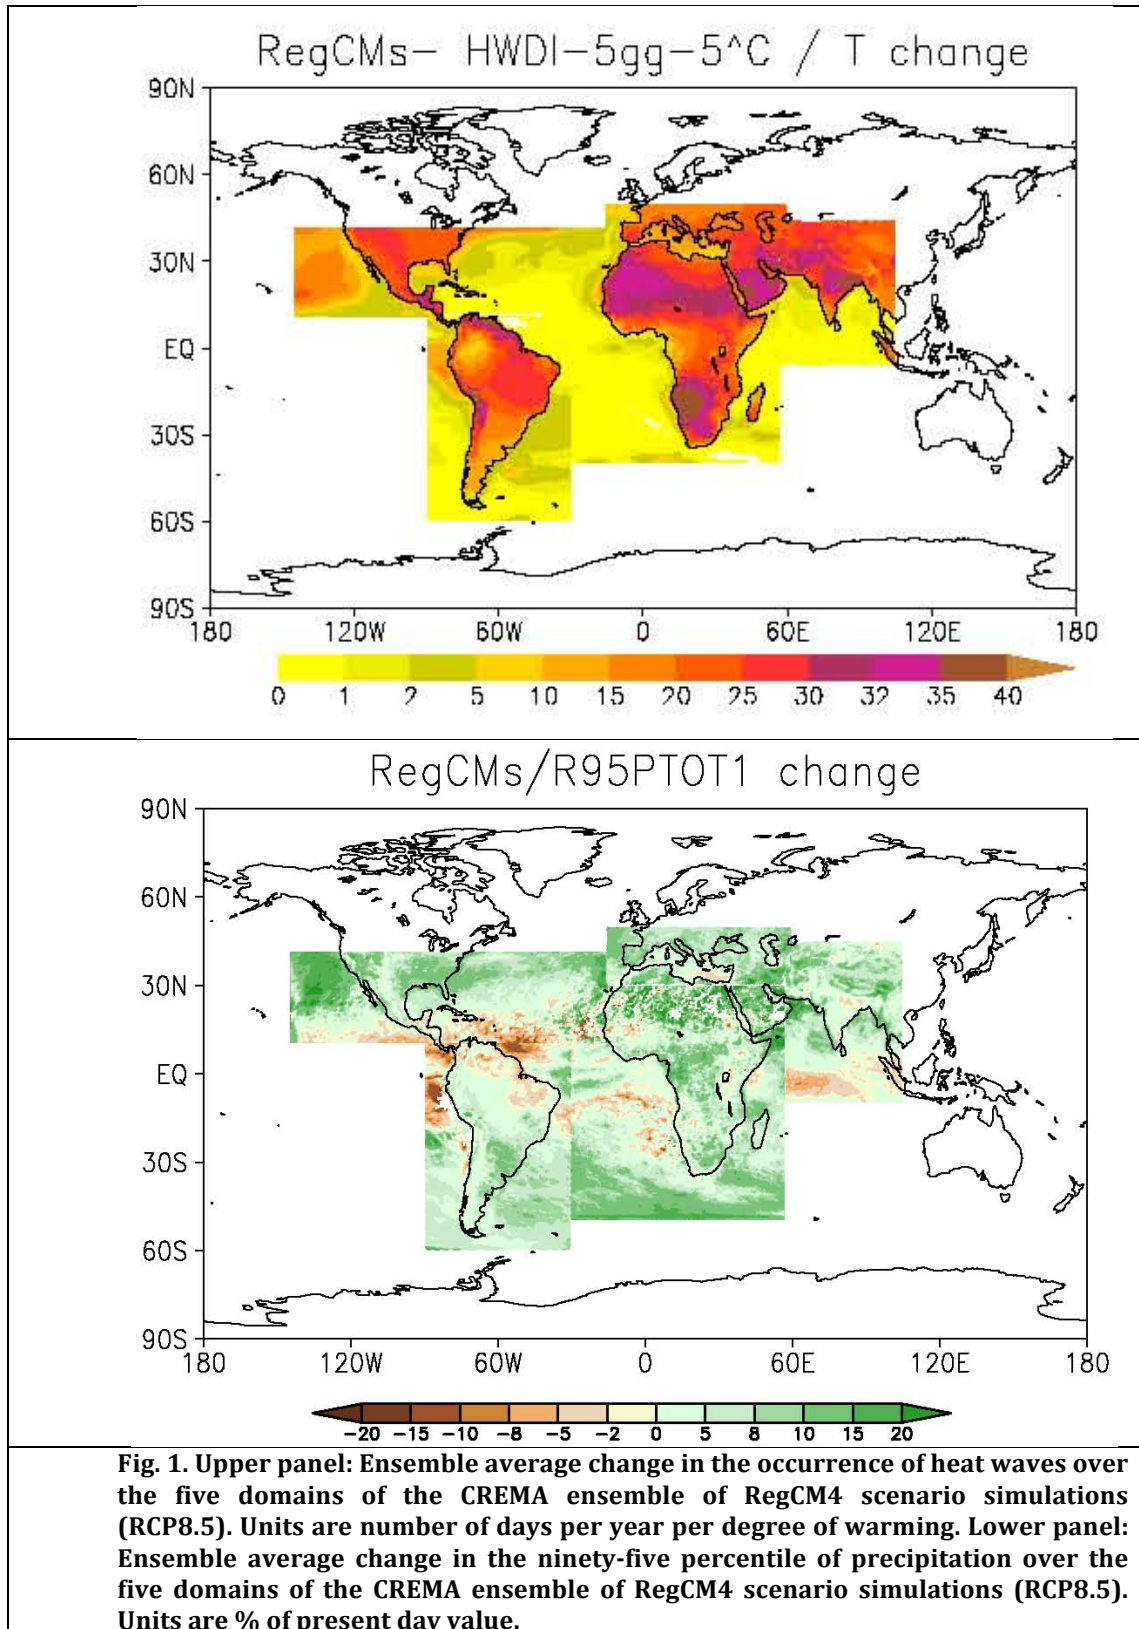 RegCMs- HWDI-5gg-5^C / T change
90N
60N
30N
EQ
30S
60S
90S
180 120W 60W 0 60E 120E 180
0 1 2 5 10 15 20 25 30 32 35 40
RegCMs/R95PTOT1 change
90N
60N
30N
EQ
30S
60S
90S
180 120W 60W 0 60E 120E 180
-20 -15 -10 -8 -5 -2 0 5 8 10 15 20
Fig. 1. Upper panel: Ensemble average change in the occurrence of heat waves over
the five domains of the CREMA ensemble of RegCM4 scenario simulations
(RCP8.5). Units are number of days per year per degree of warming. Lower panel:
Ensemble average change in the ninety-five percentile of precipitation over the
five domains of the CREMA ensemble of RegCM4 scenario simulations (RCP8.5).
Units are % of present day value.